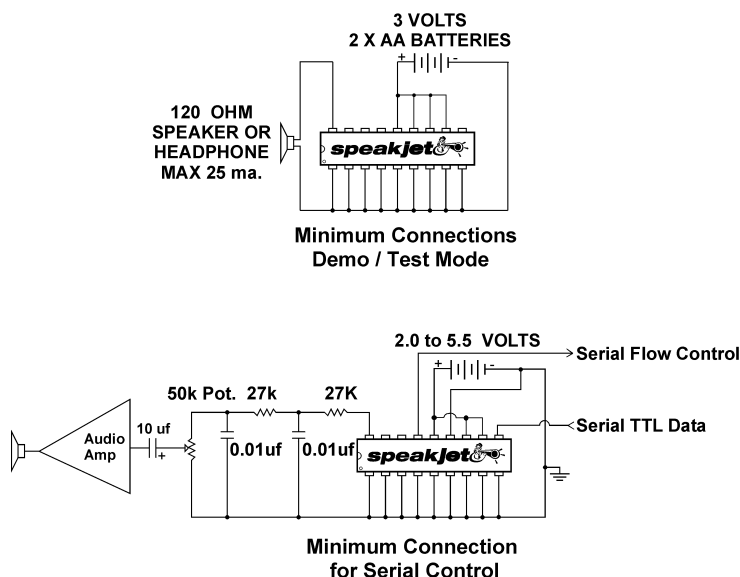 3 VOLTS
2 X AA BATTERIES
+ -
120 OHM
SPEAKER OR
HEADPHONE
MAX 25 ma.
speakjet
Minimum Connections
Demo / Test Mode
2.0 to 5.5 VOLTS
+ -
Serial Flow Control
50k Pot. 27k 27K
10 uf
+
Audio
Amp
0.01uf 0.01uf
Serial TTL Data
speakjet
Minimum Connection
for Serial Control